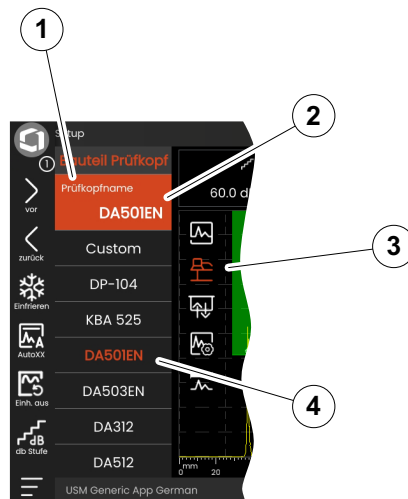 1
2
3
4
Setup
1
Bauteil Prüfkopf
Prüfkopfname
DA501EN
60.0 d
vor
Custom
zurück
DP-104
Einfrieren
KBA 525
AutoXX
DA501EN
Einh. aus
DA503EN
DA312
dB
db Stufe
DA512
mm
20
0
USM Generic App German